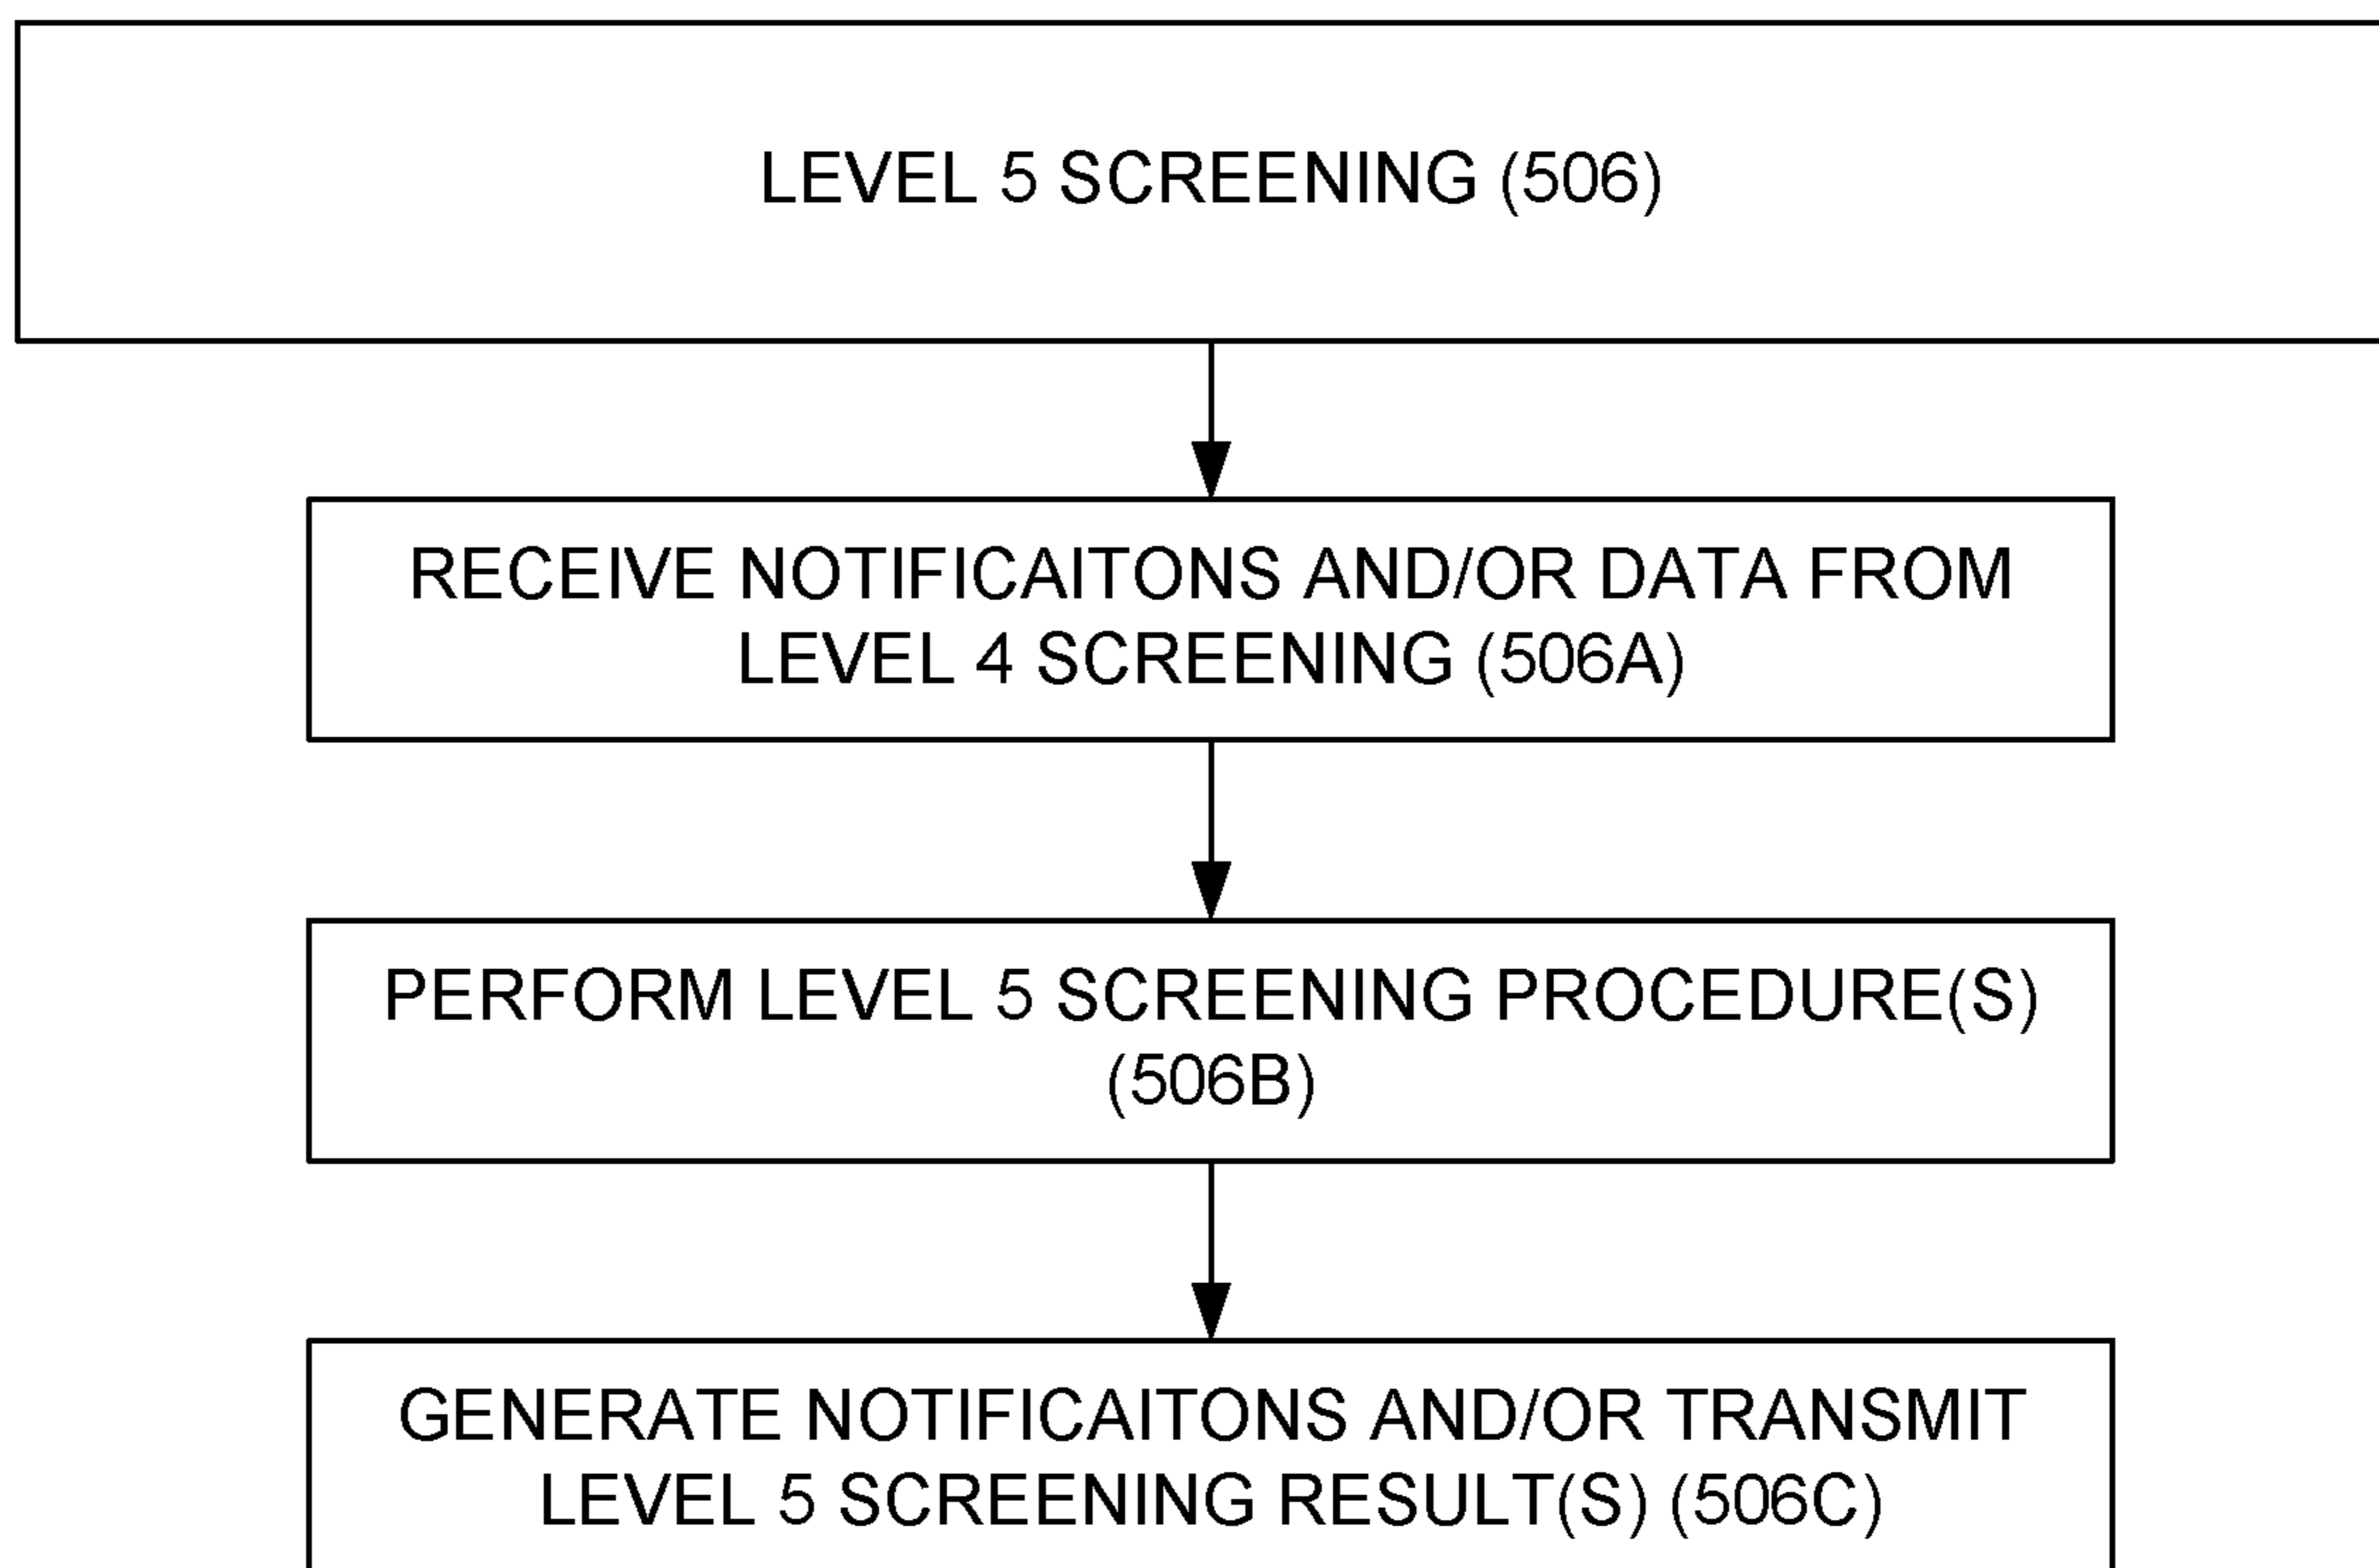 LEVEL 5 SCREENING (506)
RECEIVE NOTIFICAITONS AND/OR DATA FROM
LEVEL 4 SCREENING (506A)
PERFORM LEVEL 5 SCREENING PROCEDURE(S)
(506B)
GENERATE NOTIFICAITONS AND/OR TRANSMIT
LEVEL 5 SCREENING RESULT(S) (506C)